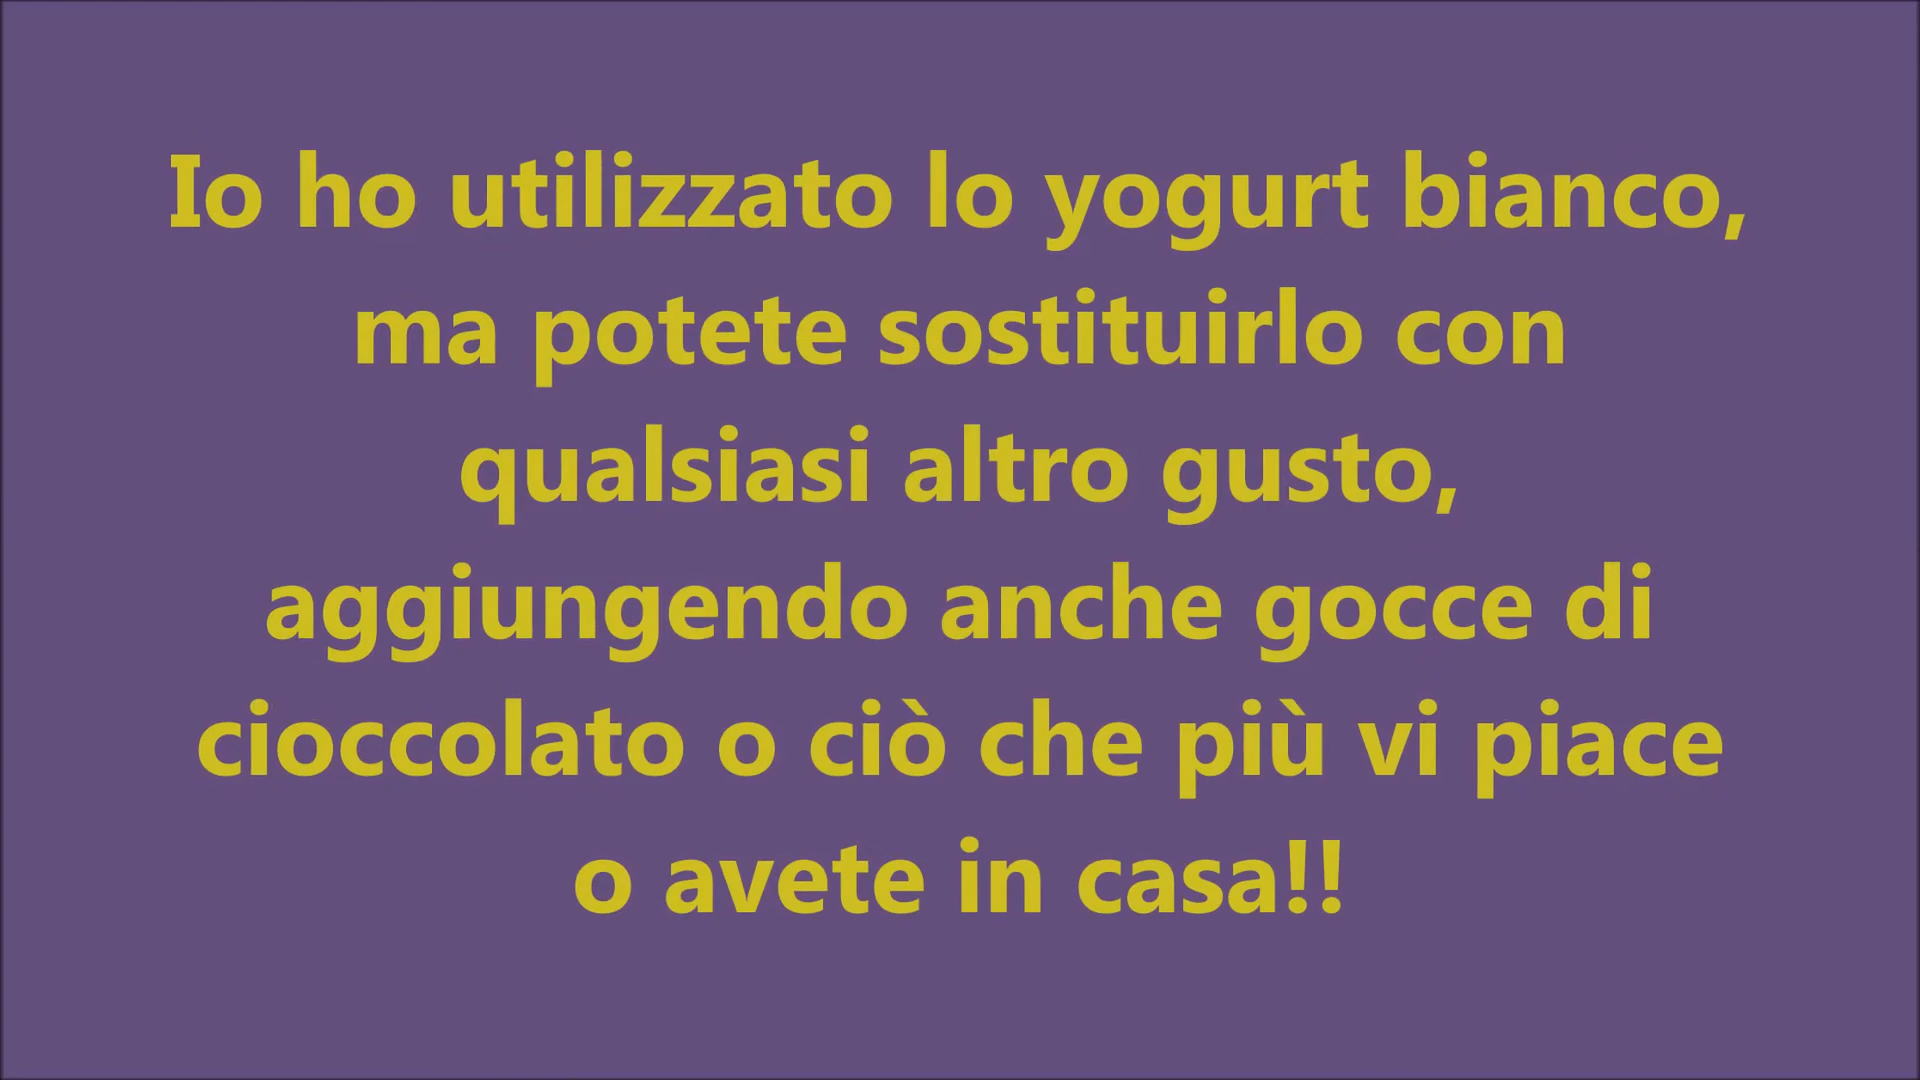 Io ho utilizzato lo yogurt bianco,
ma potete sostituirlo con
qualsiasi altro gusto,
aggiungendo anche gocce di
cioccolato o ciò che più vi piace
o avete in casa!!